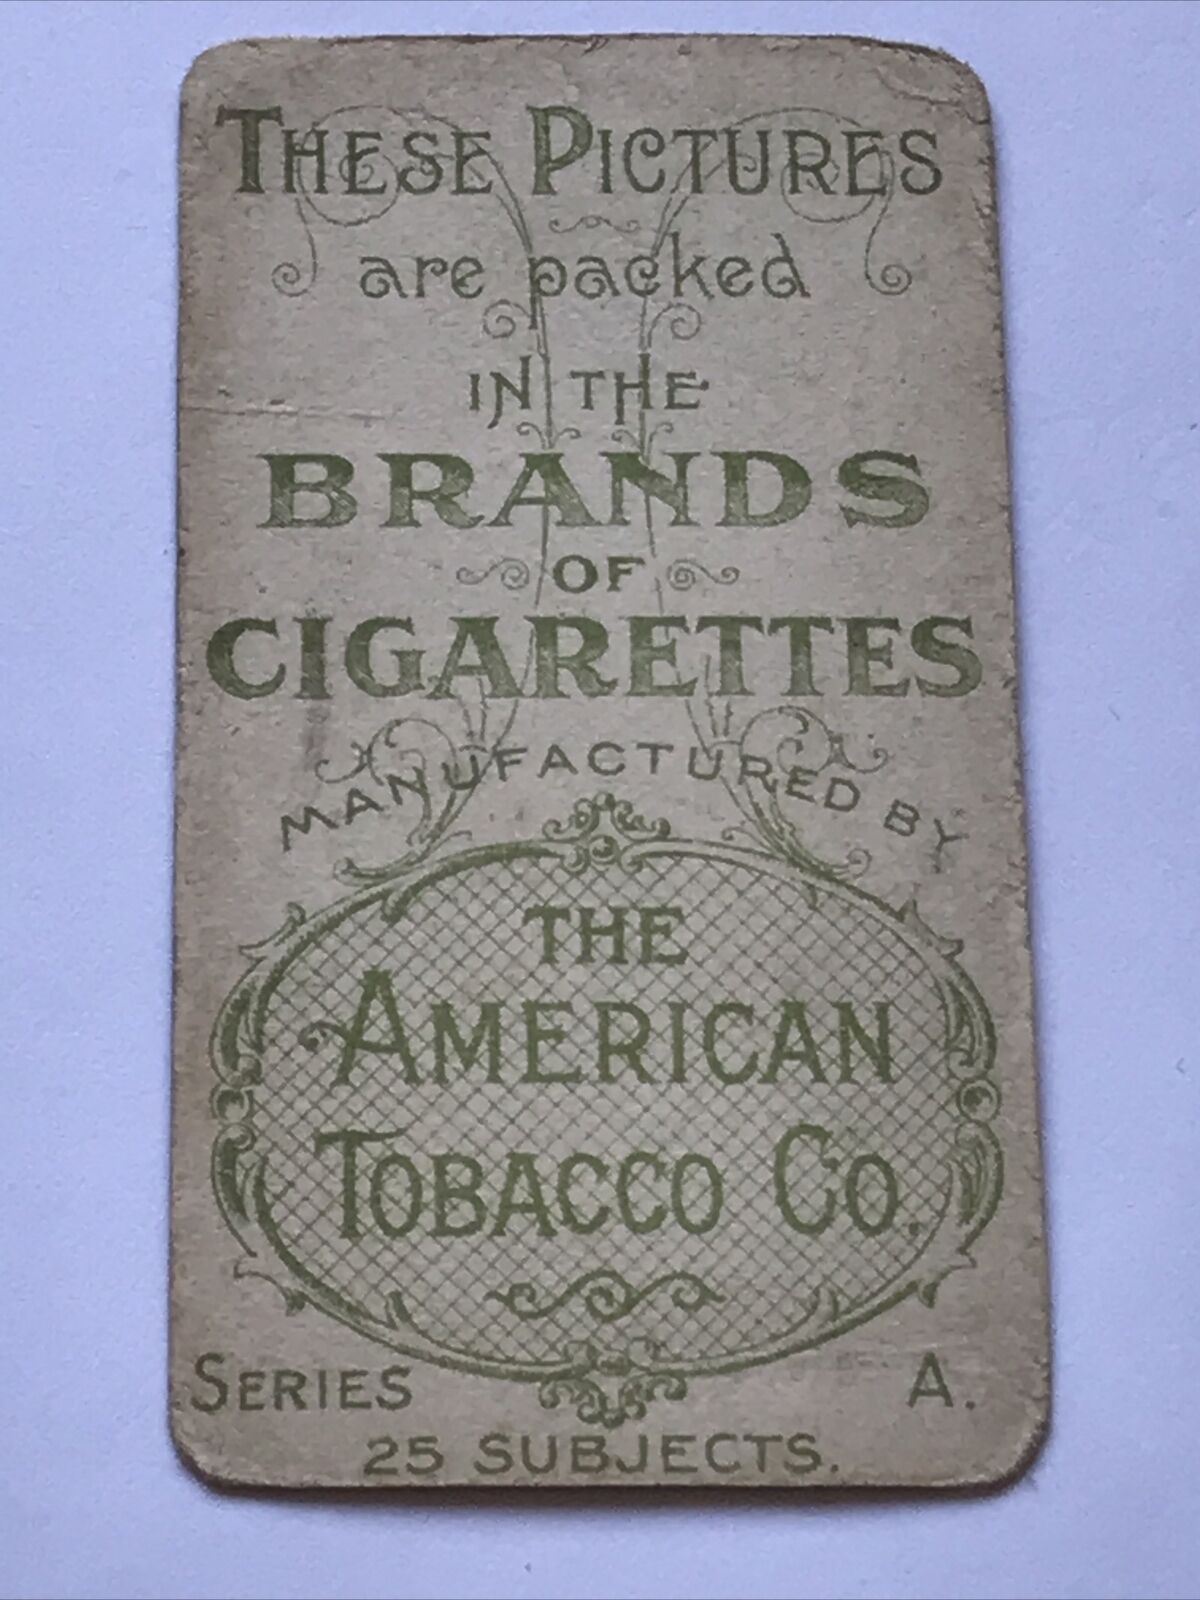 THESE PICTURES
are packed
IN THE
BRANDS
OF
CIGARETTES
MANUFACTURED BY
THE
AMERICAN
TOBACCO CO.
SERIES A.
25 SUBJECTS.